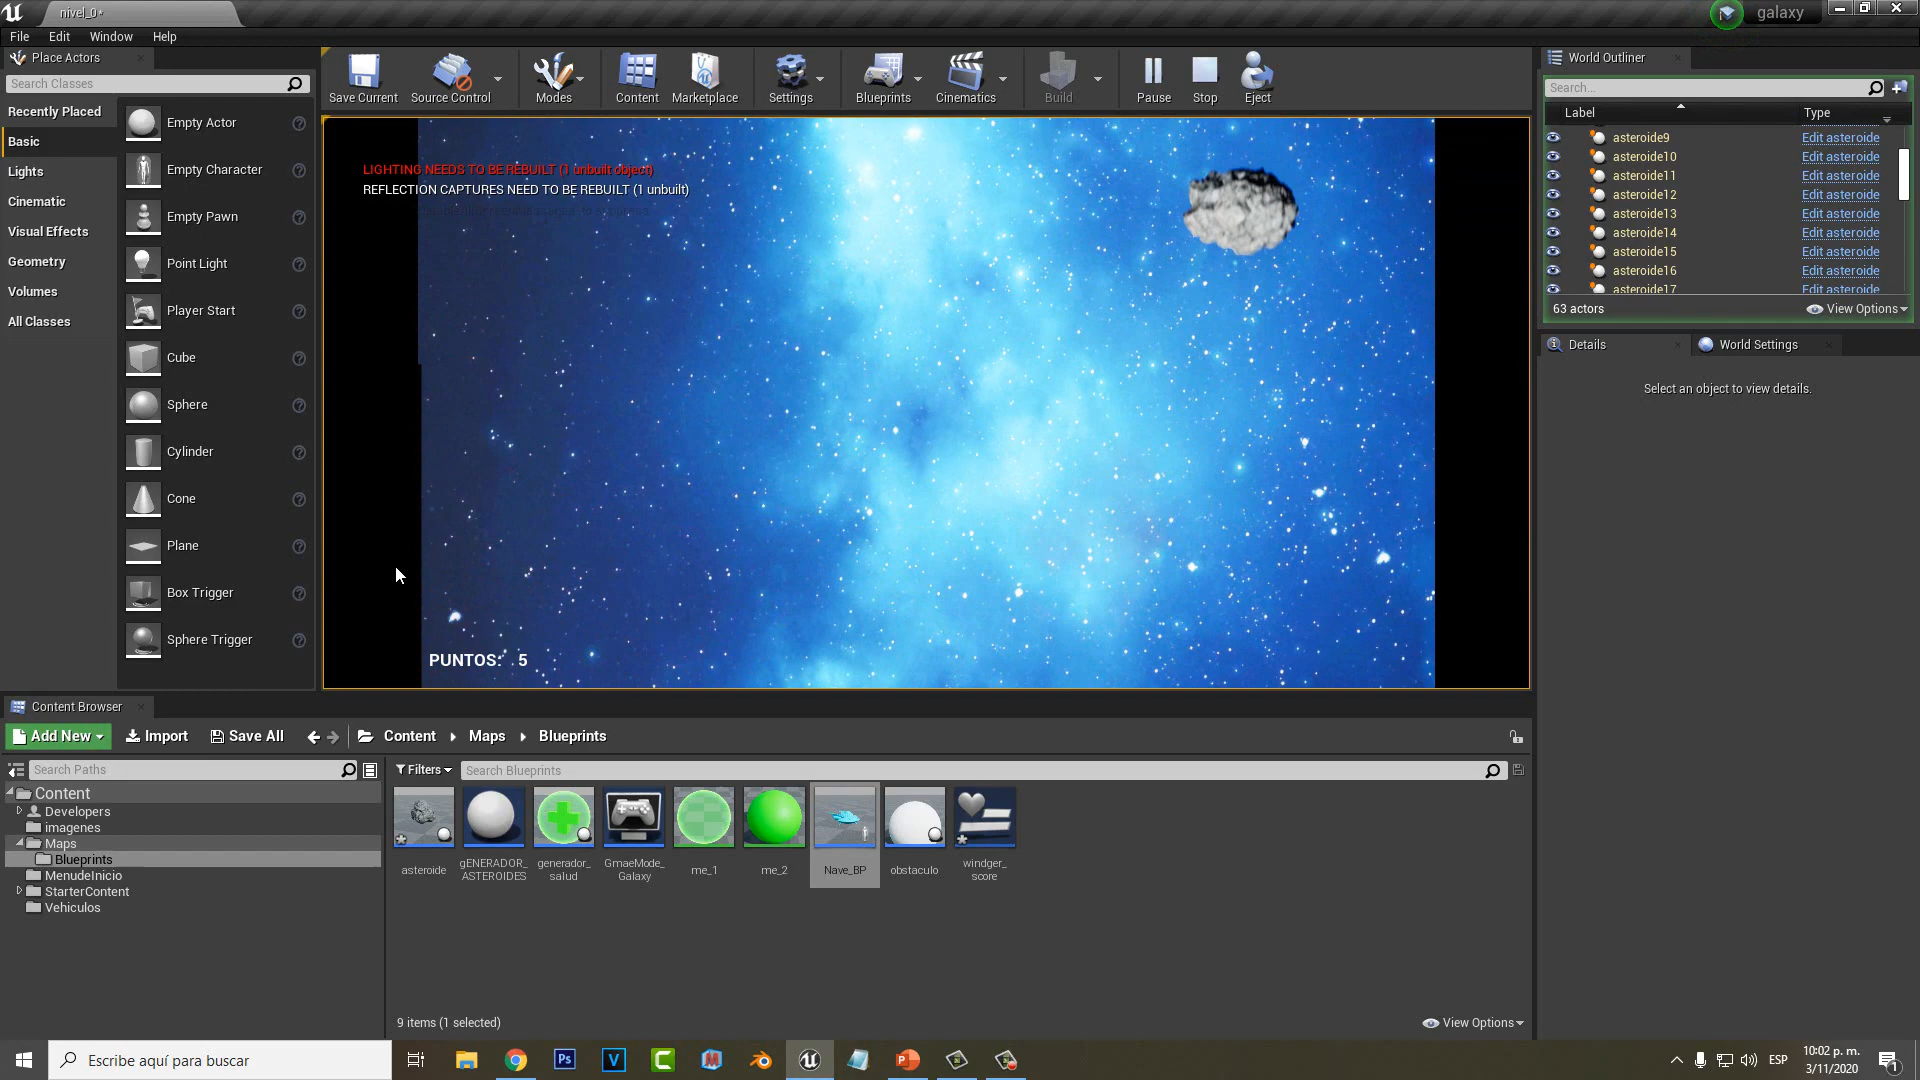 nivel_0*
galaxy
File Edit Window Help
Place Actors
Search Classes
Recently Placed
Basic
Lights
Cinematic
Visual Effects
Geometry
Volumes
All Classes
Empty Actor
Empty Character
Empty Pawn
Point Light
Player Start
Cube
Sphere
Cylinder
Cone
Plane
Box Trigger
Sphere Trigger
Save Current Source Control Modes Content Marketplace Settings Blueprints Cinematics Build Pause Stop Eject
LIGHTING NEEDS TO BE REBUILT (1 unbuilt object)
REFLECTION CAPTURES NEED TO BE REBUILT (1 unbuilt)
PUNTOS: 5
World Outliner
Search...
Label Type
asteroide9 Edit asteroide
asteroide10 Edit asteroide
asteroide11 Edit asteroide
asteroide12 Edit asteroide
asteroide13 Edit asteroide
asteroide14 Edit asteroide
asteroide15 Edit asteroide
asteroide16 Edit asteroide
asteroide17 Edit asteroide
63 actors View Options
Details World Settings
Select an object to view details.
Content Browser
Add New Import Save All Content Maps Blueprints
Search Paths
Filters Search Blueprints
Content
Developers
imagenes
Maps
Blueprints
MenudeInicio
StarterContent
Vehiculos
asteroide
gENERADOR_
ASTEROIDES
generador_
salud
GmaeMode_
Galaxy
me_1
me_2
Nave_BP
obstaculo
windger_
score
9 items (1 selected) View Options
Escribe aquí para buscar
Ps
V
C
ESP
10:02 p. m.
3/11/2020
1